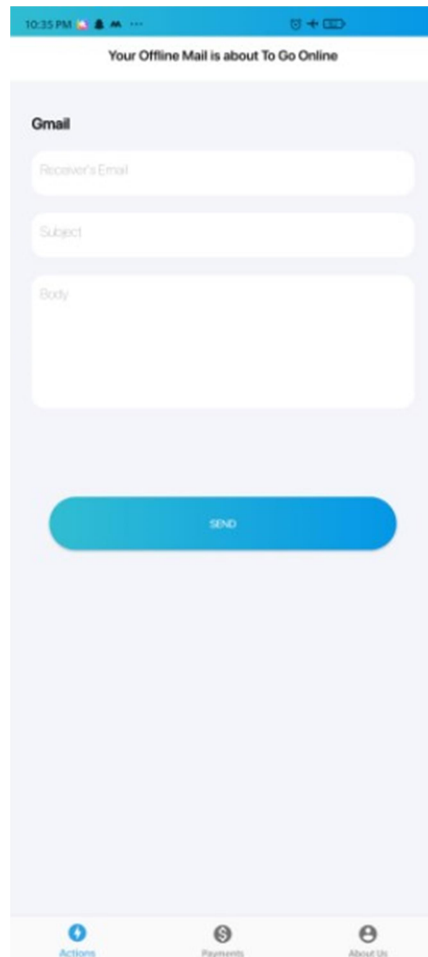 10:35 PM
Your Offline Mail is about To Go Online
Gmail
Receiver's Email
Subject
Body
SEND
Actions
Payments
About Us